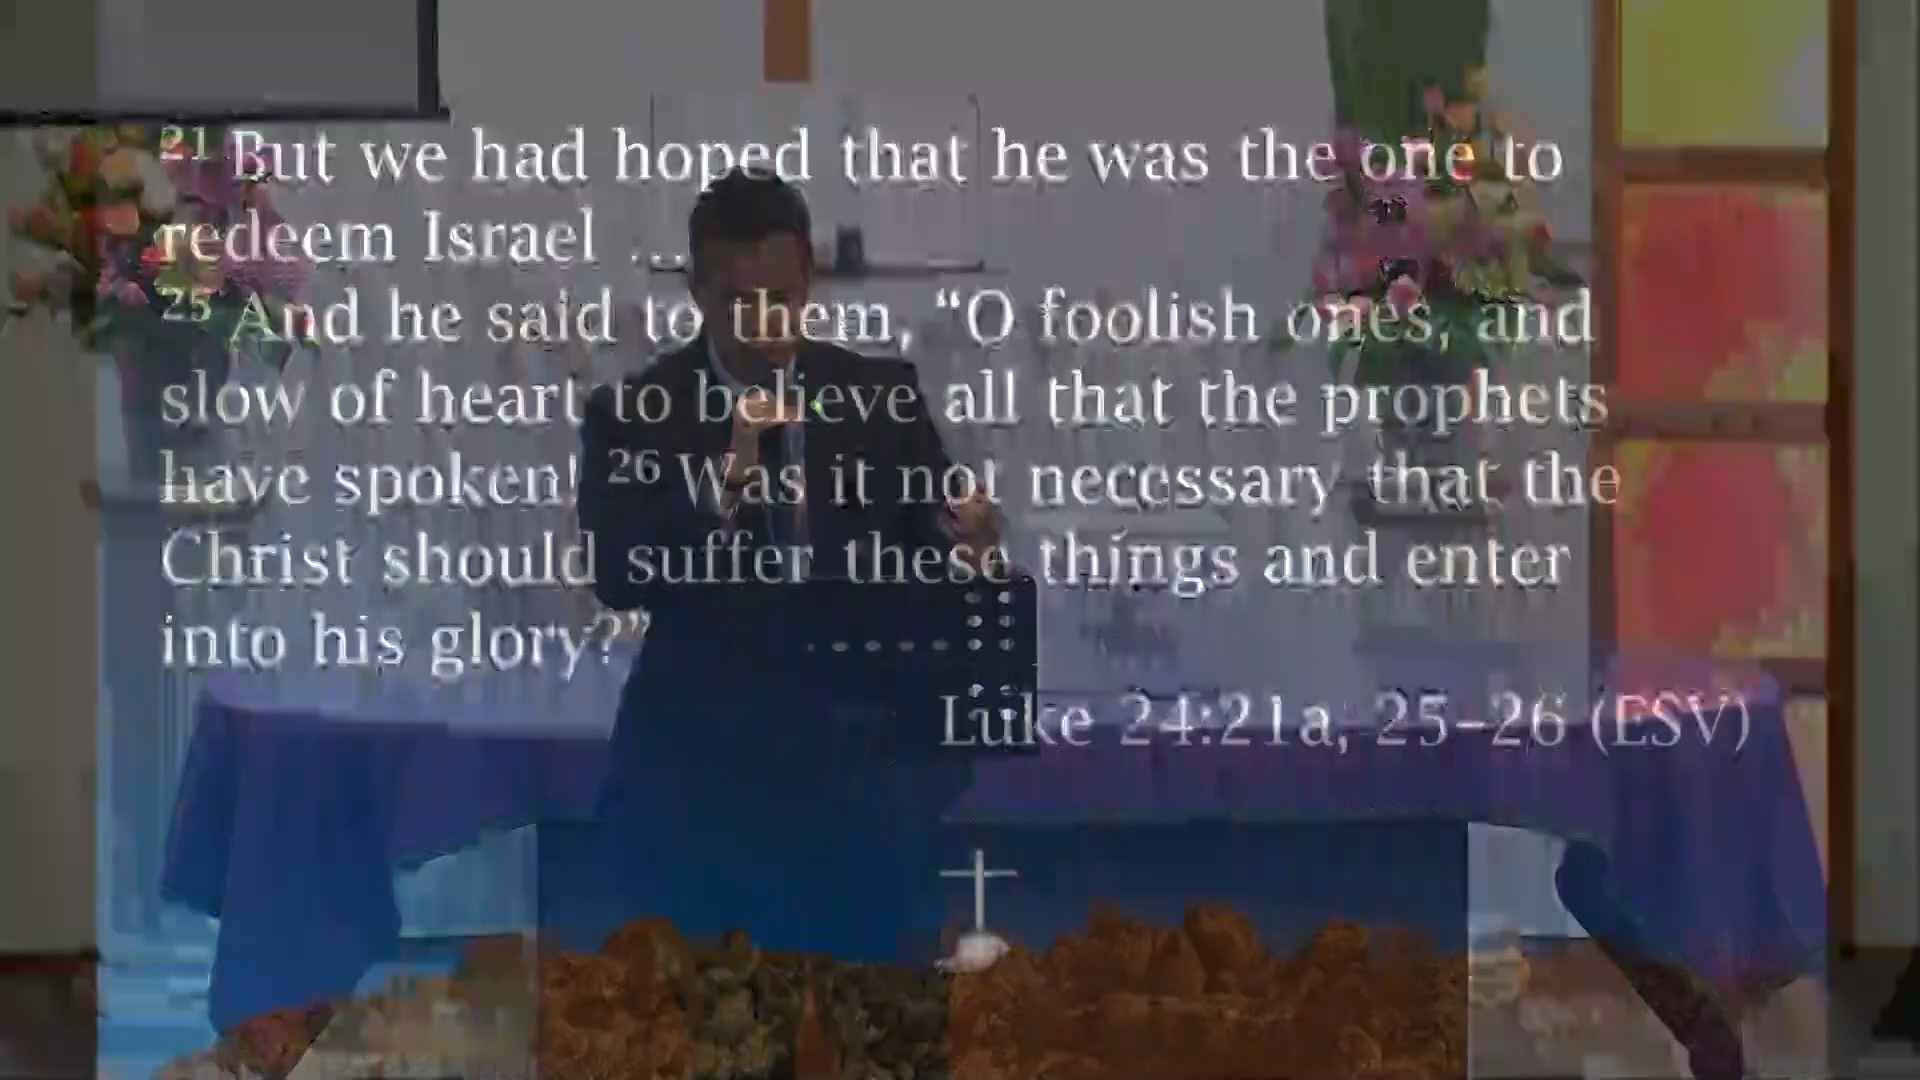 21 But we had hoped that he was the one to
redeem Israel ...
25 And he said to them, “O foolish ones, and
slow of heart to believe all that the prophets
have spoken! 26 Was it not necessary that the
Christ should suffer these things and enter
into his glory?”
Luke 24:21a, 25–26 (ESV)